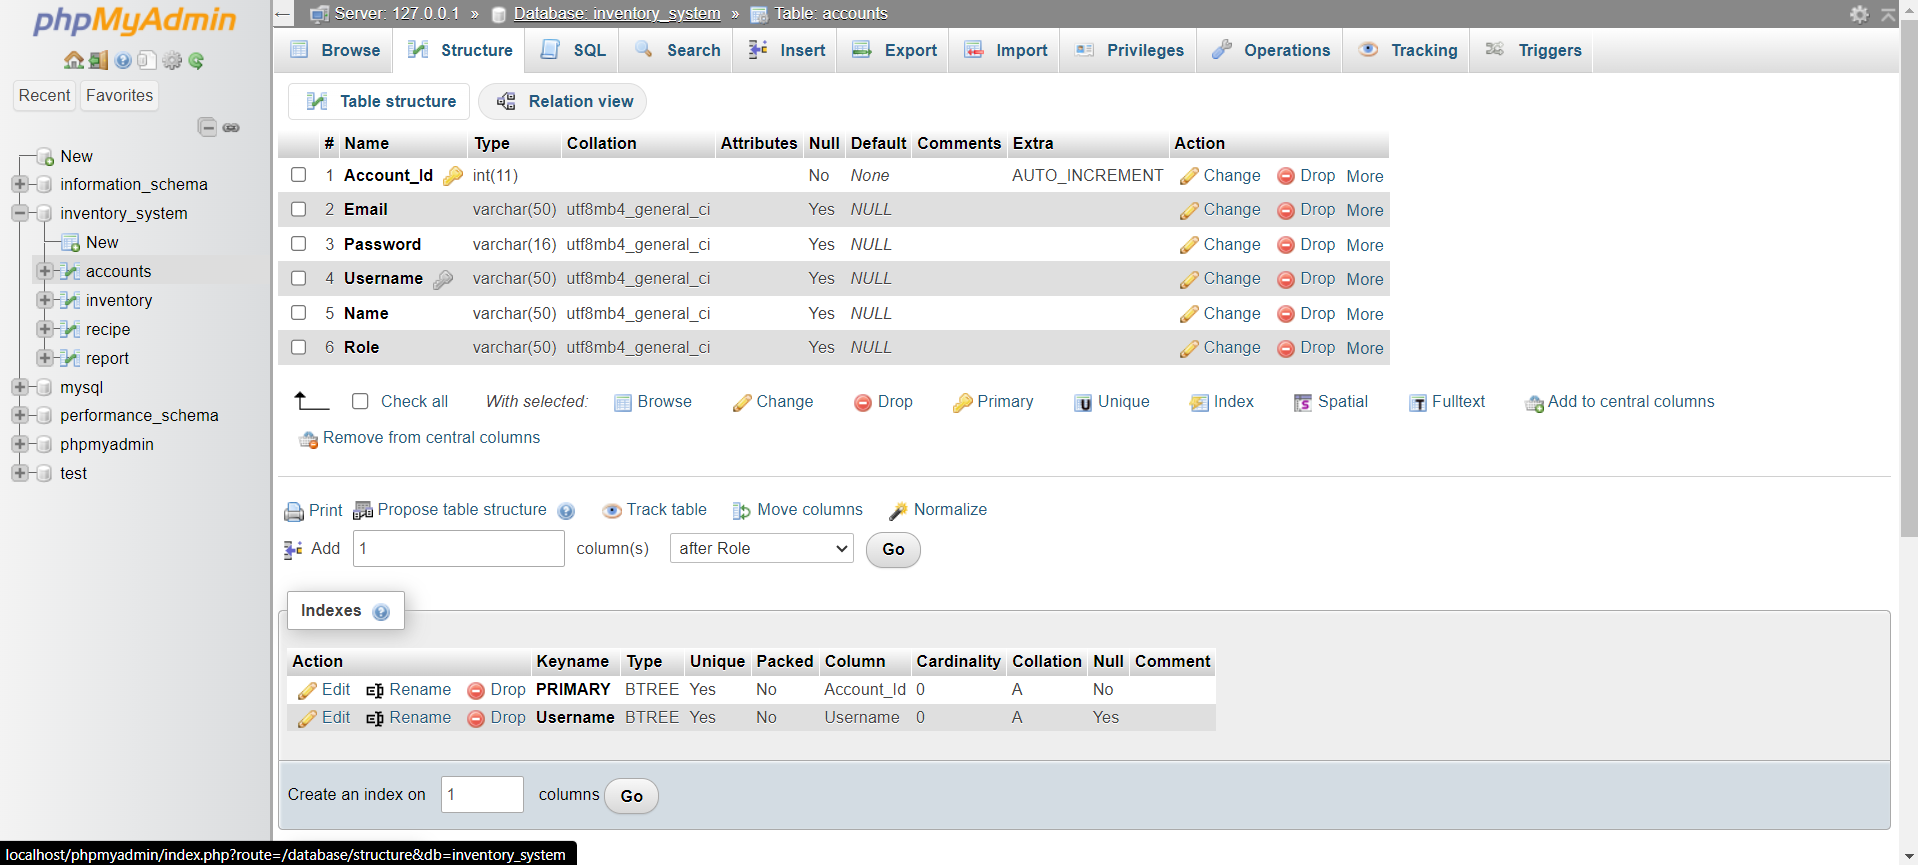 phpMyAdmin
Recent Favorites
New
information_schema
inventory_system
New
accounts
inventory
recipe
report
mysql
performance_schema
phpmyadmin
test
Server: 127.0.0.1 » Database: inventory_system » Table: accounts
Browse Structure SQL Search Insert Export Import Privileges Operations Tracking Triggers
Table structure Relation view
# Name Type Collation Attributes Null Default Comments Extra Action
1 Account_Id int(11) No None AUTO_INCREMENT Change Drop More
2 Email varchar(50) utf8mb4_general_ci Yes NULL Change Drop More
3 Password varchar(16) utf8mb4_general_ci Yes NULL Change Drop More
4 Username varchar(50) utf8mb4_general_ci Yes NULL Change Drop More
5 Name varchar(50) utf8mb4_general_ci Yes NULL Change Drop More
6 Role varchar(50) utf8mb4_general_ci Yes NULL Change Drop More
Check all With selected: Browse Change Drop Primary Unique Index Spatial Fulltext Add to central columns
Remove from central columns
Print Propose table structure Track table Move columns Normalize
Add 1 column(s) after Role Go
Indexes
Action Keyname Type Unique Packed Column Cardinality Collation Null Comment
Edit Rename Drop PRIMARY BTREE Yes No Account_Id 0 A No
Edit Rename Drop Username BTREE Yes No Username 0 A Yes
Create an index on 1 columns Go
localhost/phpmyadmin/index.php?route=/database/structure&db=inventory_system